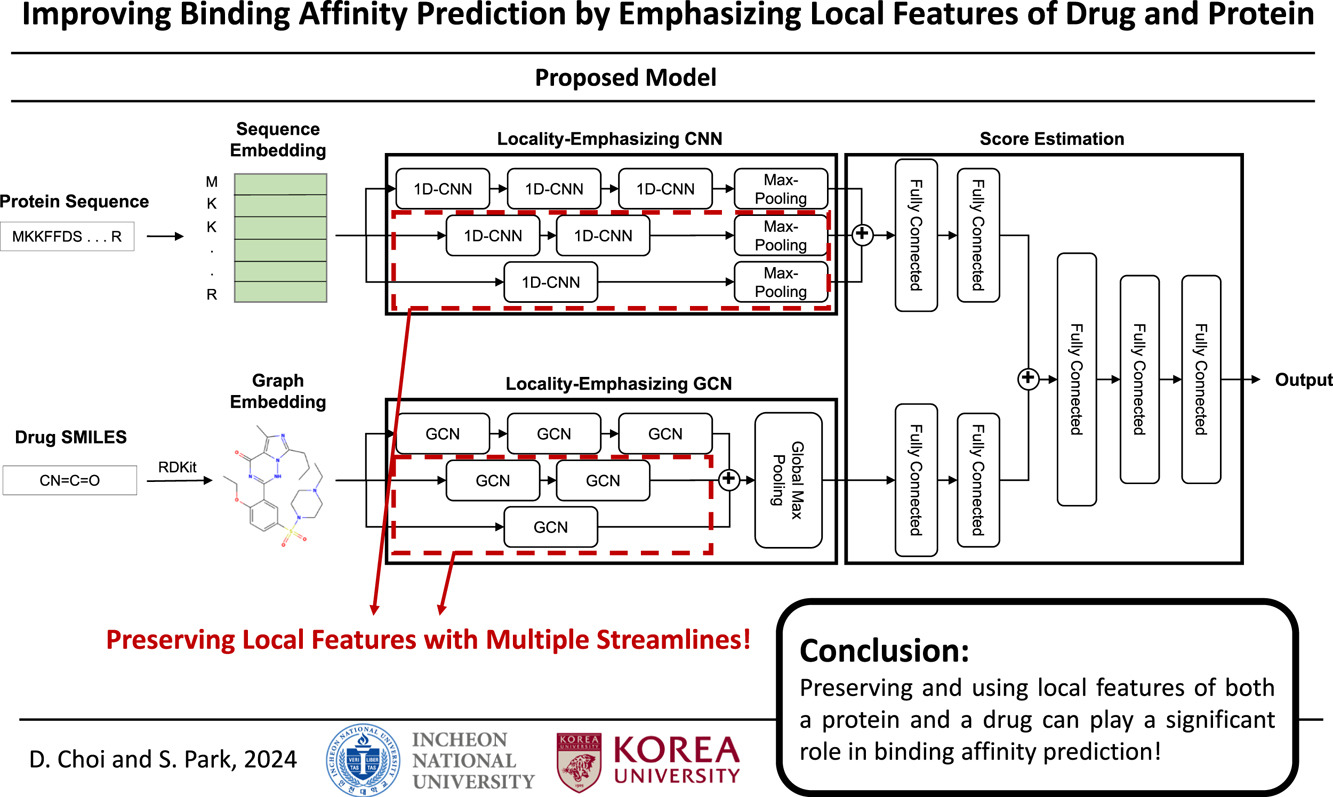 Improving Binding Affinity Prediction by Emphasizing Local Features of Drug and Protein
Proposed Model
Sequence
Embedding
Locality-Emphasizing CNN
Score Estimation
Protein Sequence
MKKFFDS . . . R
M
K
K
.
.
R
1D-CNN
1D-CNN
1D-CNN
Max-
Pooling
1D-CNN
1D-CNN
Max-
Pooling
1D-CNN
Max-
Pooling
+
Fully Connected
Fully Connected
Graph
Embedding
Locality-Emphasizing GCN
Drug SMILES
CN=C=O
RDKit
GCN
GCN
GCN
GCN
GCN
GCN
+
Global Max
Pooling
Fully Connected
Fully Connected
+
Fully Connected
Fully Connected
Fully Connected
Output
Preserving Local Features with Multiple Streamlines!
Conclusion:
Preserving and using local features of both
a protein and a drug can play a significant
role in binding affinity prediction!
D. Choi and S. Park, 2024
INCHEON
NATIONAL
UNIVERSITY
KOREA
UNIVERSITY